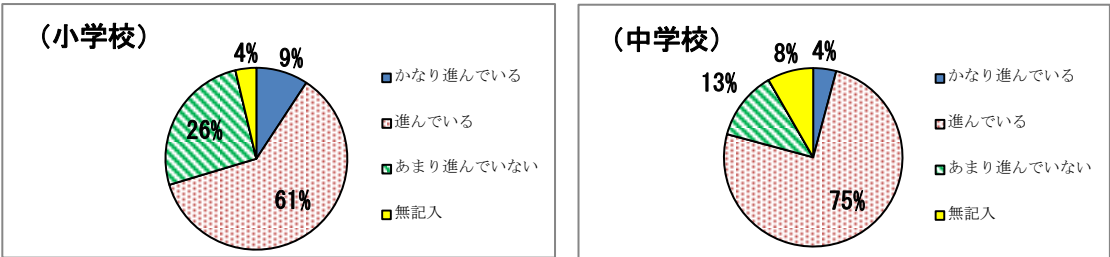 （小学校）
4%
9%
26%
61%
かなり進んでいる
進んでいる
あまり進んでいない
無記入
（中学校）
8%
4%
13%
75%
かなり進んでいる
進んでいる
あまり進んでいない
無記入